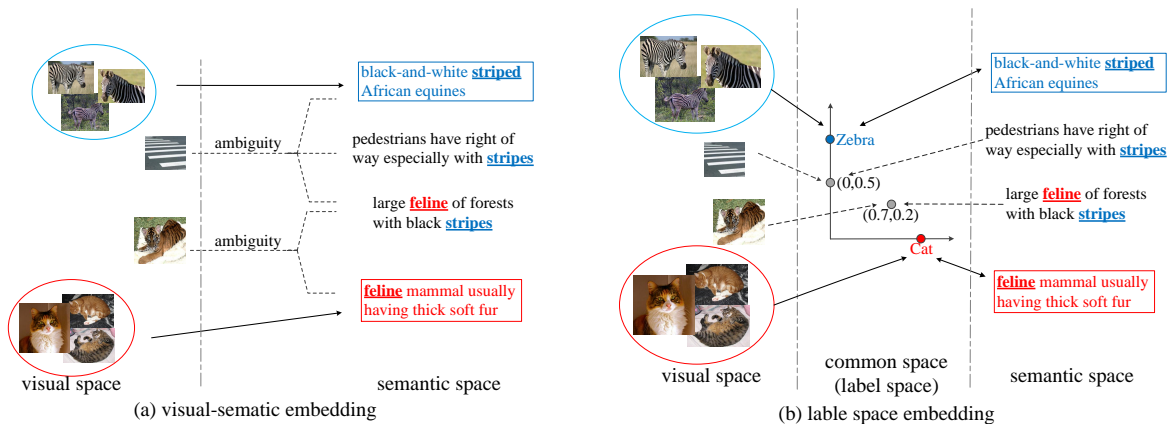 black-and-white striped
African equines
ambiguity
pedestrians have right of
way especially with stripes
large feline of forests
with black stripes
ambiguity
feline mammal usually
having thick soft fur
visual space
semantic space
(a) visual-sematic embedding
black-and-white striped
African equines
Zebra
pedestrians have right of
way especially with stripes
(0,0.5)
large feline of forests
with black stripes
(0.7,0.2)
Cat
feline mammal usually
having thick soft fur
visual space
common space
(label space)
semantic space
(b) lable space embedding